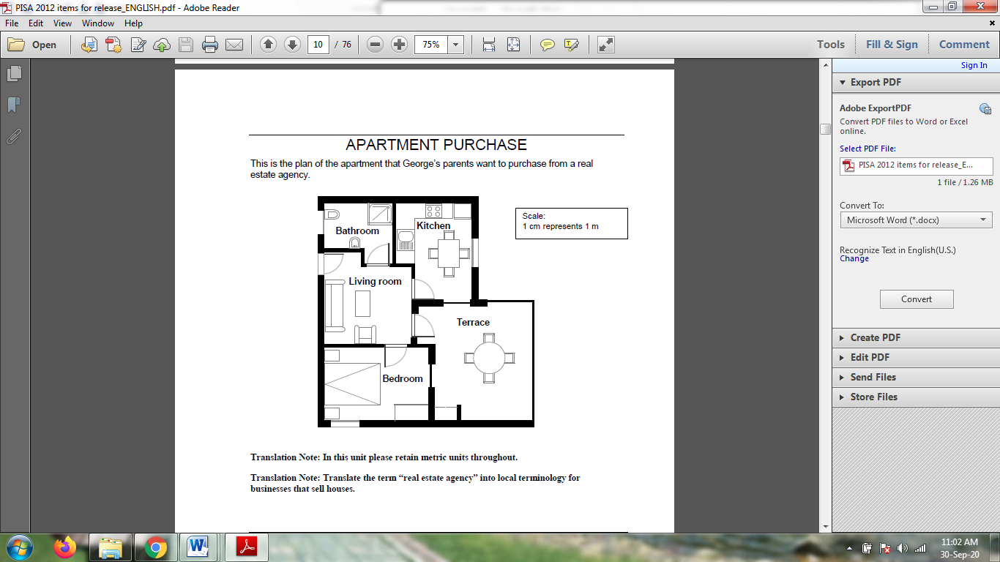 PISA 2012 items for release_ENGLISH.pdf - Adobe Reader
File Edit View Window Help
Open
10 / 76
75%
Tools Fill & Sign Comment
Sign In
Export PDF
Adobe ExportPDF
Convert PDF files to Word or Excel
online.
Select PDF File:
PISA 2012 items for release_E...
1 file / 1.26 MB
Convert To:
Microsoft Word (*.docx)
Recognize Text in English(U.S.)
Change
Convert
Create PDF
Edit PDF
Send Files
Store Files
APARTMENT PURCHASE
This is the plan of the apartment that George’s parents want to purchase from a real
estate agency.
Scale:
1 cm represents 1 m
Bathroom
Kitchen
Living room
Terrace
Bedroom
Translation Note: In this unit please retain metric units throughout.
Translation Note: Translate the term “real estate agency” into local terminology for
businesses that sell houses.
11:02 AM
30-Sep-20